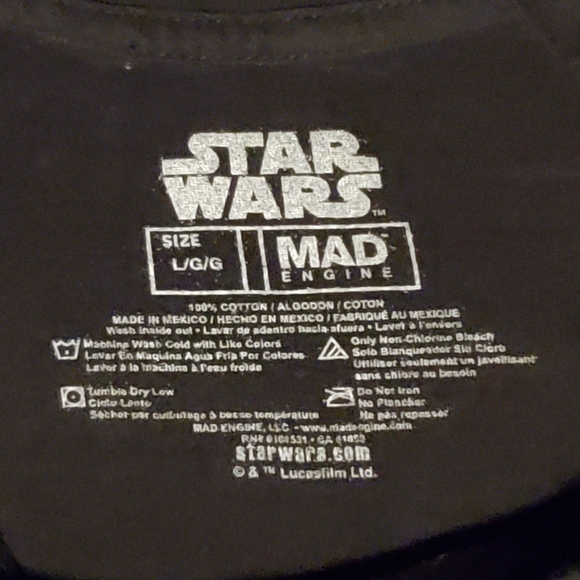 STAR
WARS™
SIZE
L/G/G
MAD™
ENGINE
100% COTTON / ALGODON / COTON
MADE IN MEXICO / HECHO EN MEXICO / FABRIQUÉ AU MEXIQUE
Wash inside out • Lavar de adentro hacia afuera • Laver à l'envers
Machine Wash Cold with Like Colors
Lavar En Maquina Agua Fria Por Colores
Laver à la machine à l'eau froide
Only Non-Chlorine Bleach
Solo Blanqueador Sin Cloro
Utiliser seulement un javellisant
sans chlore au besoin
Tumble Dry Low
Ciclo Lento
Sécher par culbutage à basse température
Do Not Iron
No Planchar
Ne pas repasser
MAD ENGINE, LLC. • www.madengine.com
starwars.com
© & ™ Lucasfilm Ltd.